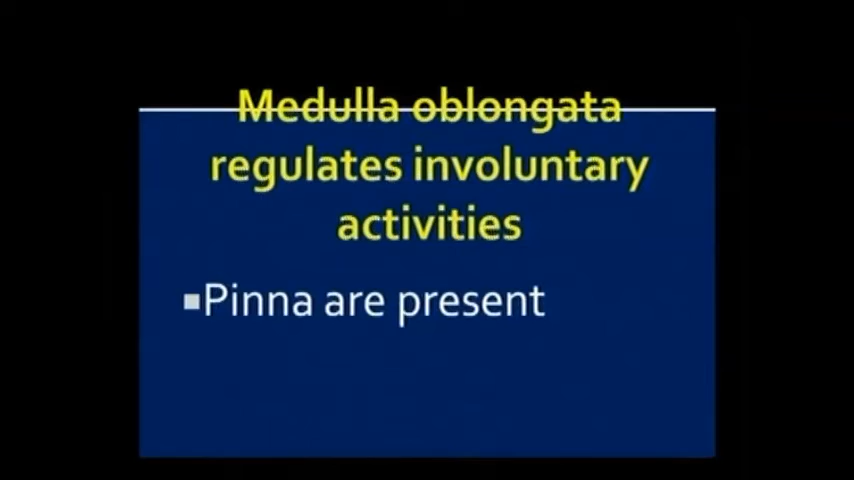 Medulla oblongata
regulates involuntary
activities
▪Pinna are present